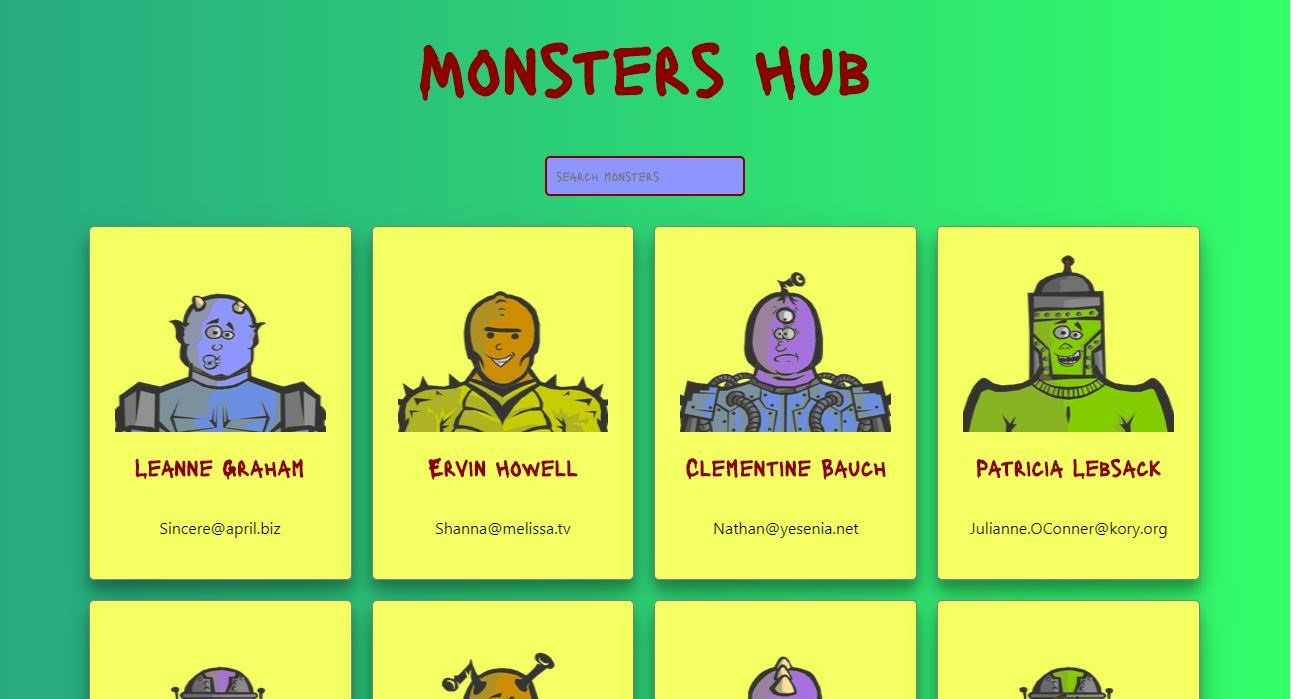 MONSTERS HUB
SEARCH MONSTERS
LEANNE GRAHAM
ERVIN HOWELL
CLEMENTINE BAUCH
PATRICIA LEBSACK
Sincere@april.biz
Shanna@melissa.tv
Nathan@yesenia.net
Julianne.OConner@kory.org